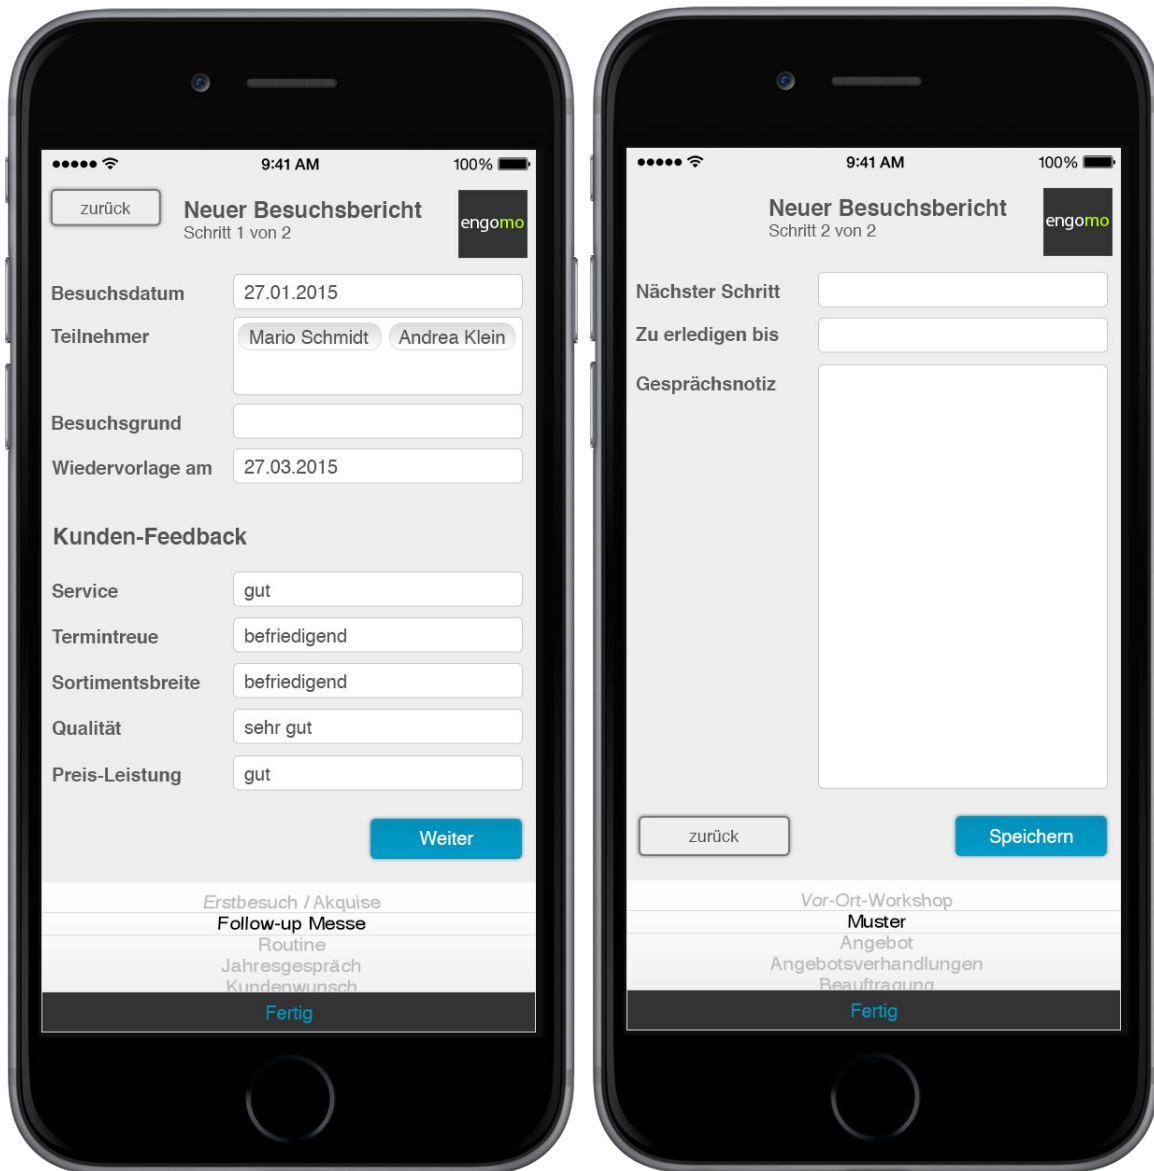 9:41 AM 100%
zurück Neuer Besuchsbericht
Schritt 1 von 2
engomo
Besuchsdatum 27.01.2015
Teilnehmer Mario Schmidt Andrea Klein
Besuchsgrund
Wiedervorlage am 27.03.2015
Kunden-Feedback
Service gut
Termintreue befriedigend
Sortimentsbreite befriedigend
Qualität sehr gut
Preis-Leistung gut
Weiter
Erstbesuch / Akquise
Follow-up Messe
Routine
Jahresgespräch
Kundenwunsch
Fertig
9:41 AM 100%
Neuer Besuchsbericht
Schritt 2 von 2
engomo
Nächster Schritt
Zu erledigen bis
Gesprächsnotiz
zurück Speichern
Vor-Ort-Workshop
Muster
Angebot
Angebotsverhandlungen
Beauftragung
Fertig